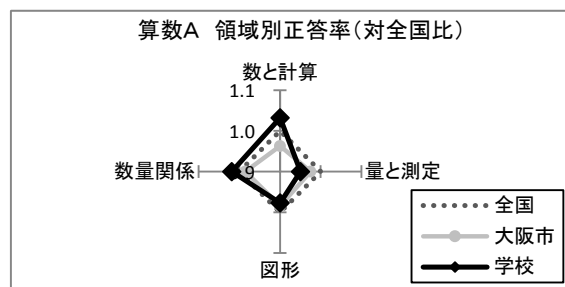 算数A 領域別正答率(対全国比)
数と計算
1.1
1.0
数量関係
9
量と測定
図形
全国
大阪市
学校